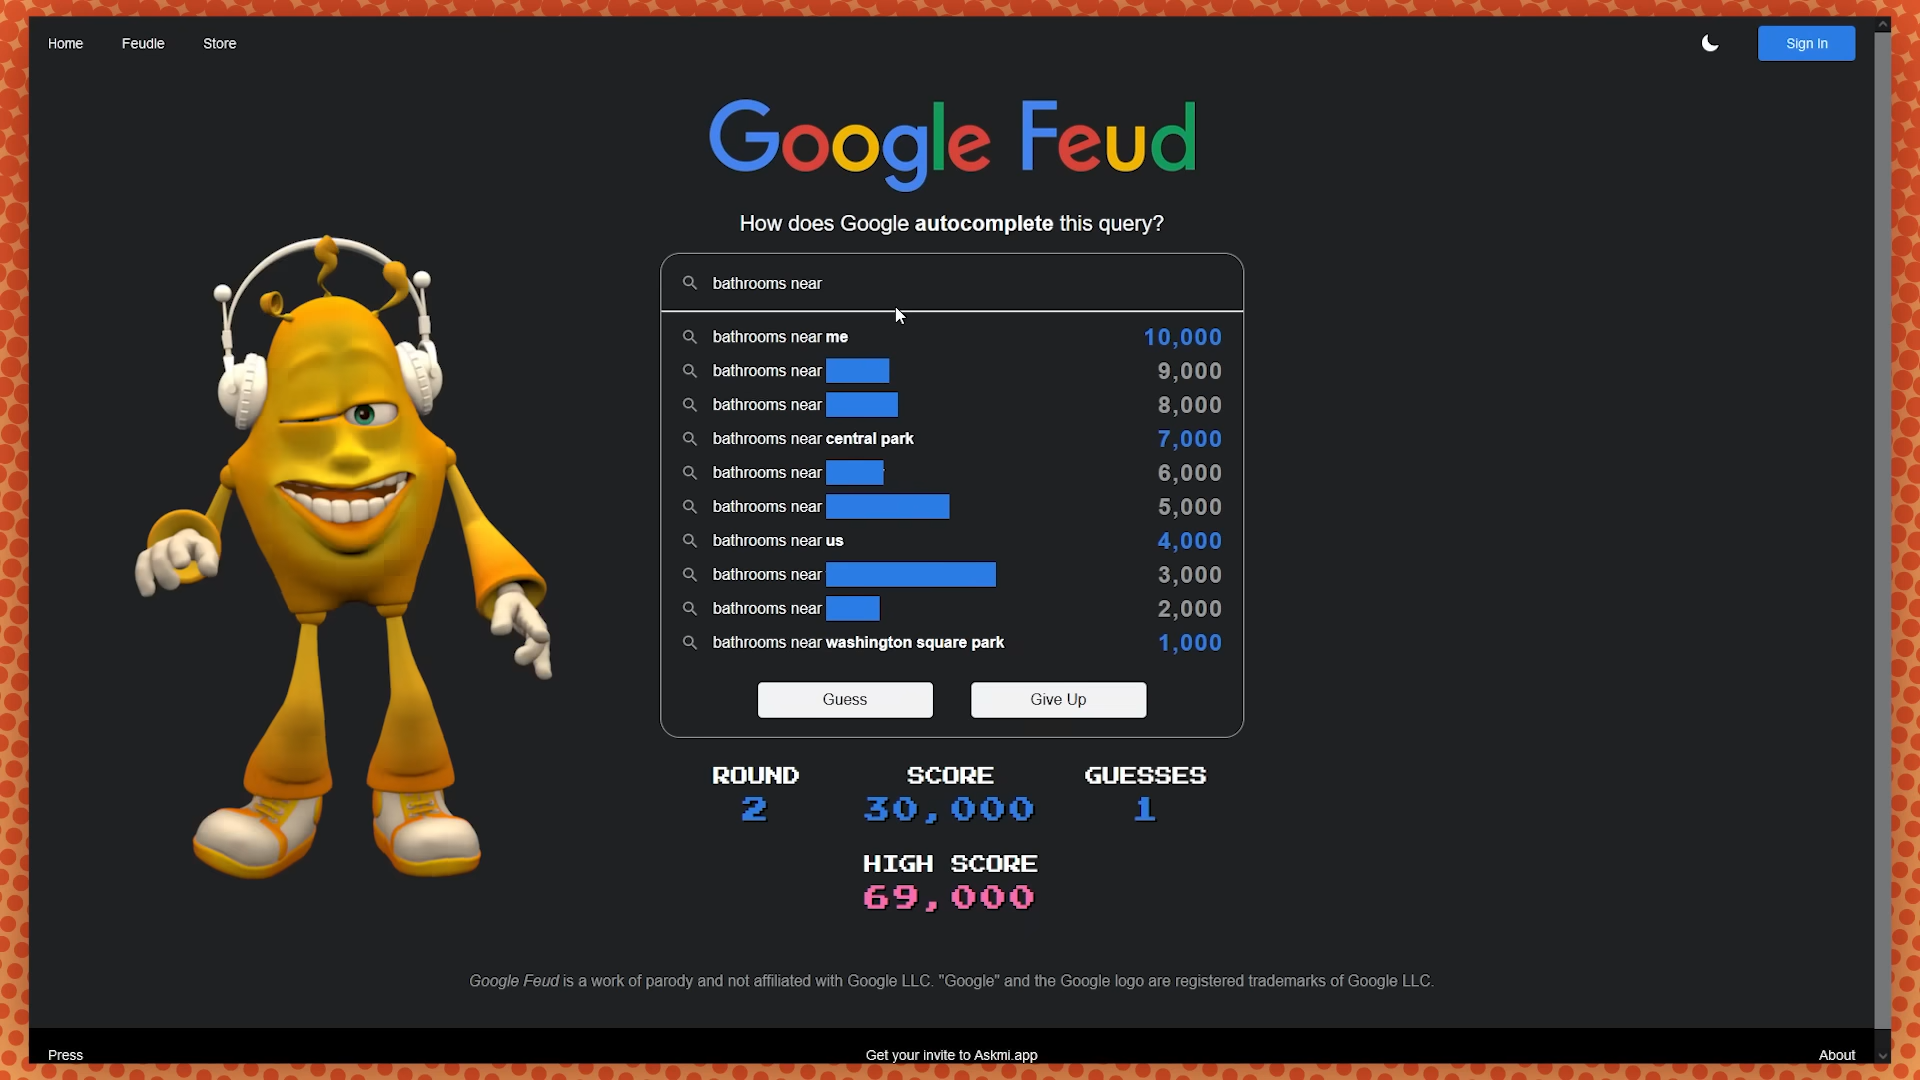 Home Feudle Store Sign In
Google Feud
How does Google autocomplete this query?
bathrooms near
bathrooms near me 10,000
bathrooms near 9,000
bathrooms near 8,000
bathrooms near central park 7,000
bathrooms near 6,000
bathrooms near 5,000
bathrooms near us 4,000
bathrooms near 3,000
bathrooms near 2,000
bathrooms near washington square park 1,000
Guess Give Up
ROUND SCORE GUESSES
2 30,000 1
HIGH SCORE
69,000
Google Feud is a work of parody and not affiliated with Google LLC. "Google" and the Google logo are registered trademarks of Google LLC.
Press Get your invite to Askmi.app About